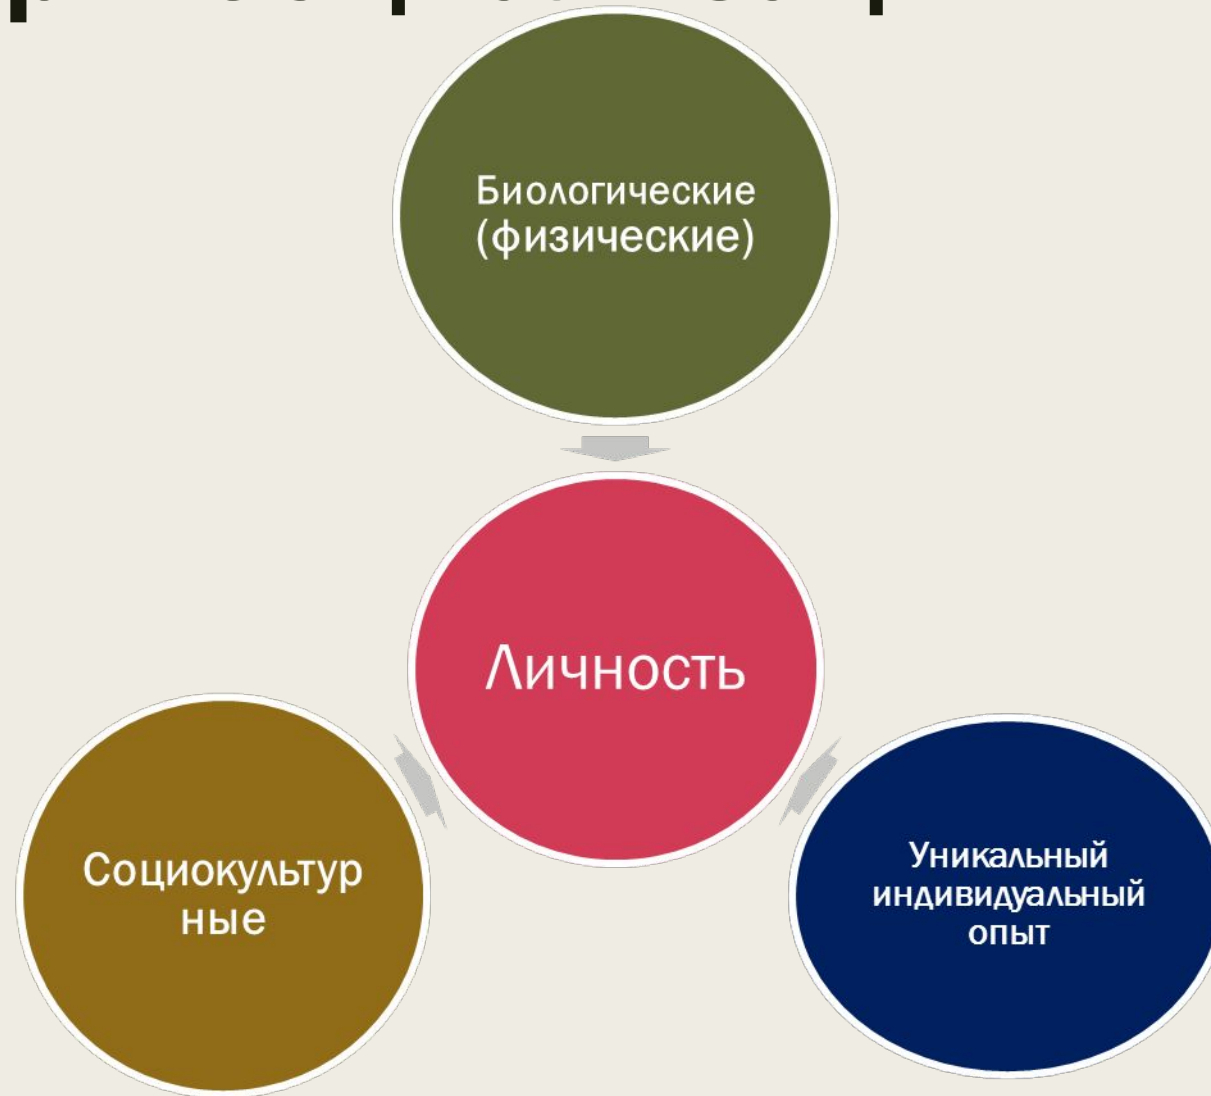 Биологические
(физические)
Личность
Социокультур
ные
Уникальный
индивидуальный
опыт